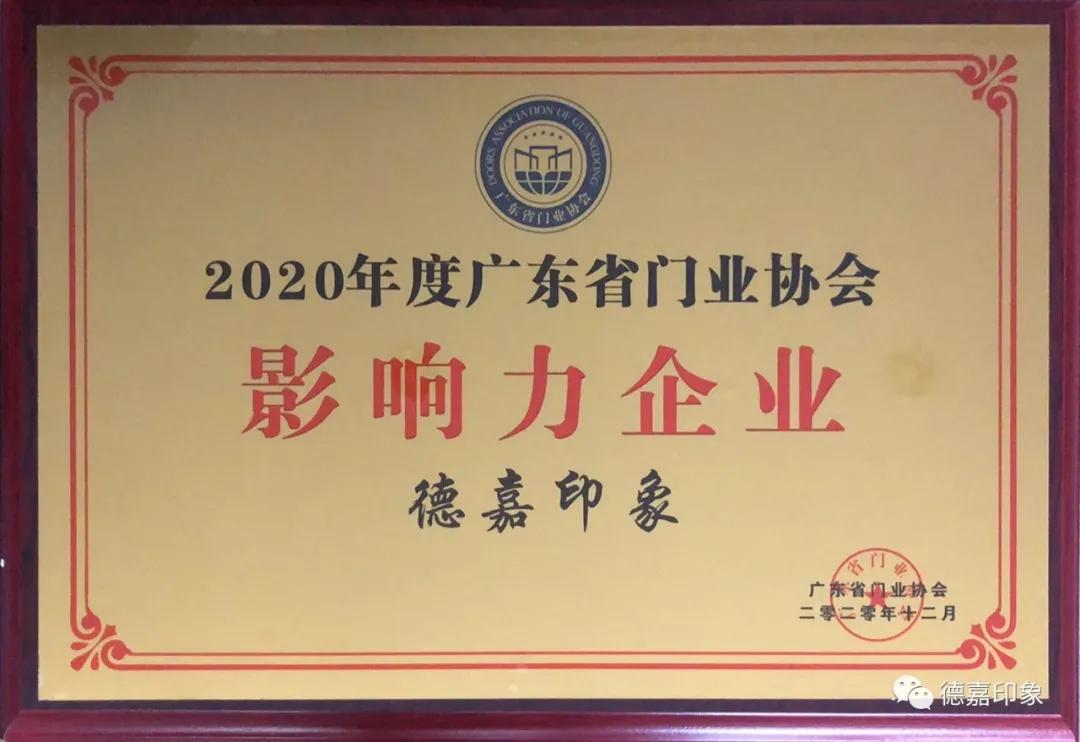 DOORS ASSOCIATION OF GUANGDONG
广东省门业协会
2020年度广东省门业协会
影响力企业
德嘉印象
广东省门业协会
二零二零年十二月
德嘉印象